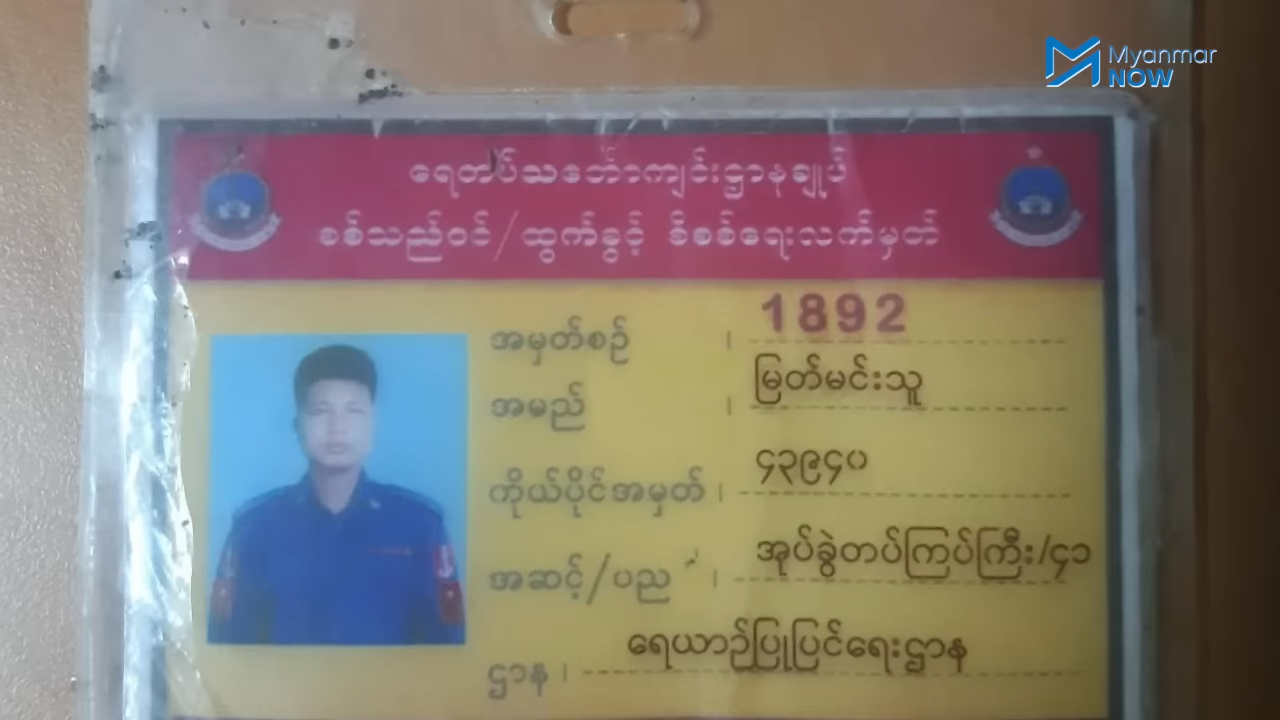 Myanmar
NOW
ရေတပ်သင်္ဘောကျင်းဌာနချုပ်
စစ်သည်ဝင်/ထွက်ခွင့် စိစစ်ရေးလက်မှတ်
အမှတ်စဉ် ၊ 1892
အမည် ၊ မြတ်မင်းသူ
ကိုယ်ပိုင်အမှတ် ၊ ၄၃၉၄၀
အဆင့်/ပညာ ၊ အုပ်ခွဲတပ်ကြပ်ကြီး/၄၁
ဌာန ၊ ရေယာဉ်ပြုပြင်ရေးဌာန